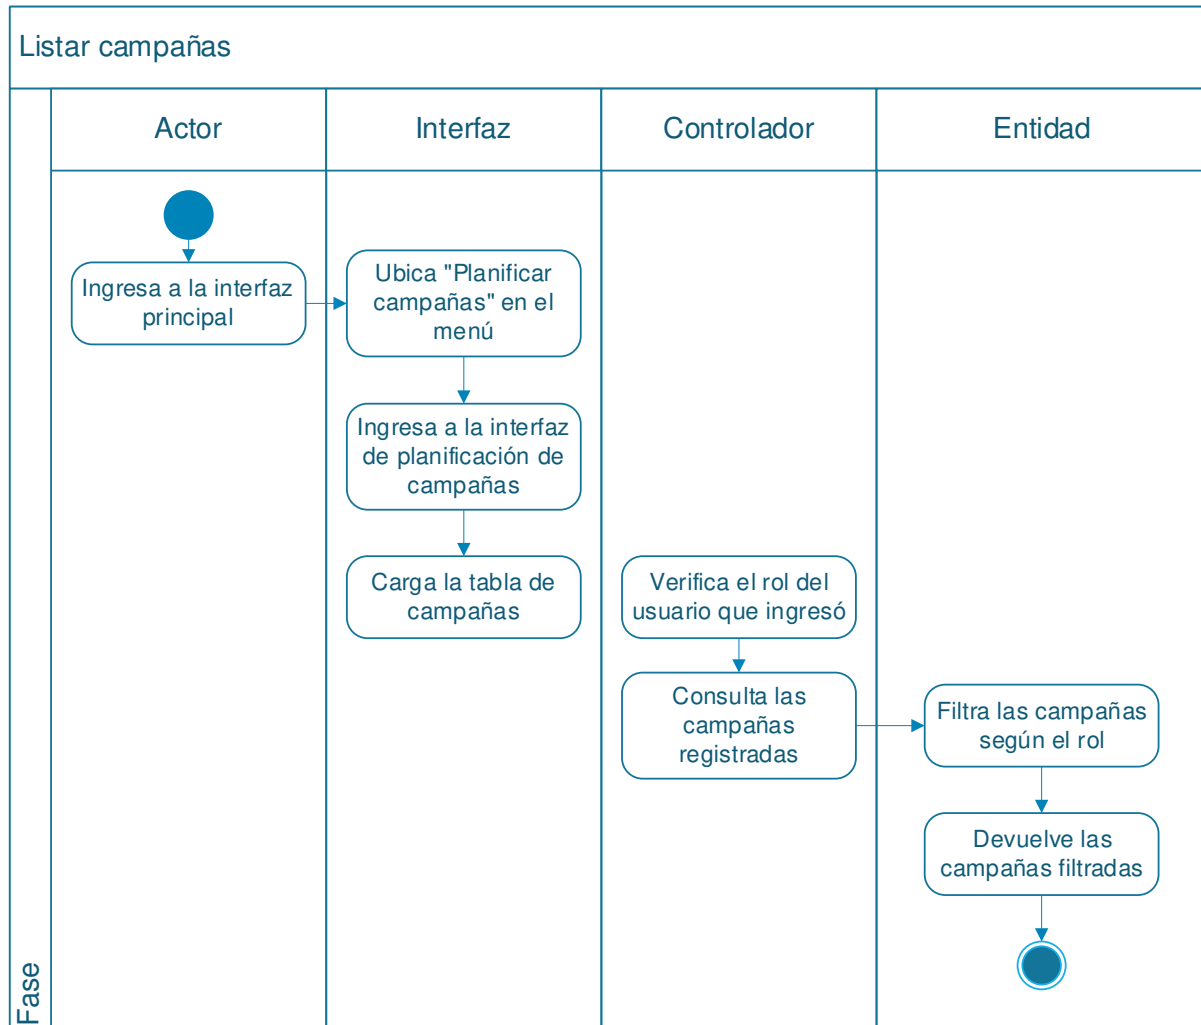 Listar campañas
Actor
Interfaz
Controlador
Entidad
Ingresa a la interfaz
principal
Ubica "Planificar
campañas" en el
menú
Ingresa a la interfaz
de planificación de
campañas
Carga la tabla de
campañas
Verifica el rol del
usuario que ingresó
Consulta las
campañas
registradas
Filtra las campañas
según el rol
Devuelve las
campañas filtradas
Fase